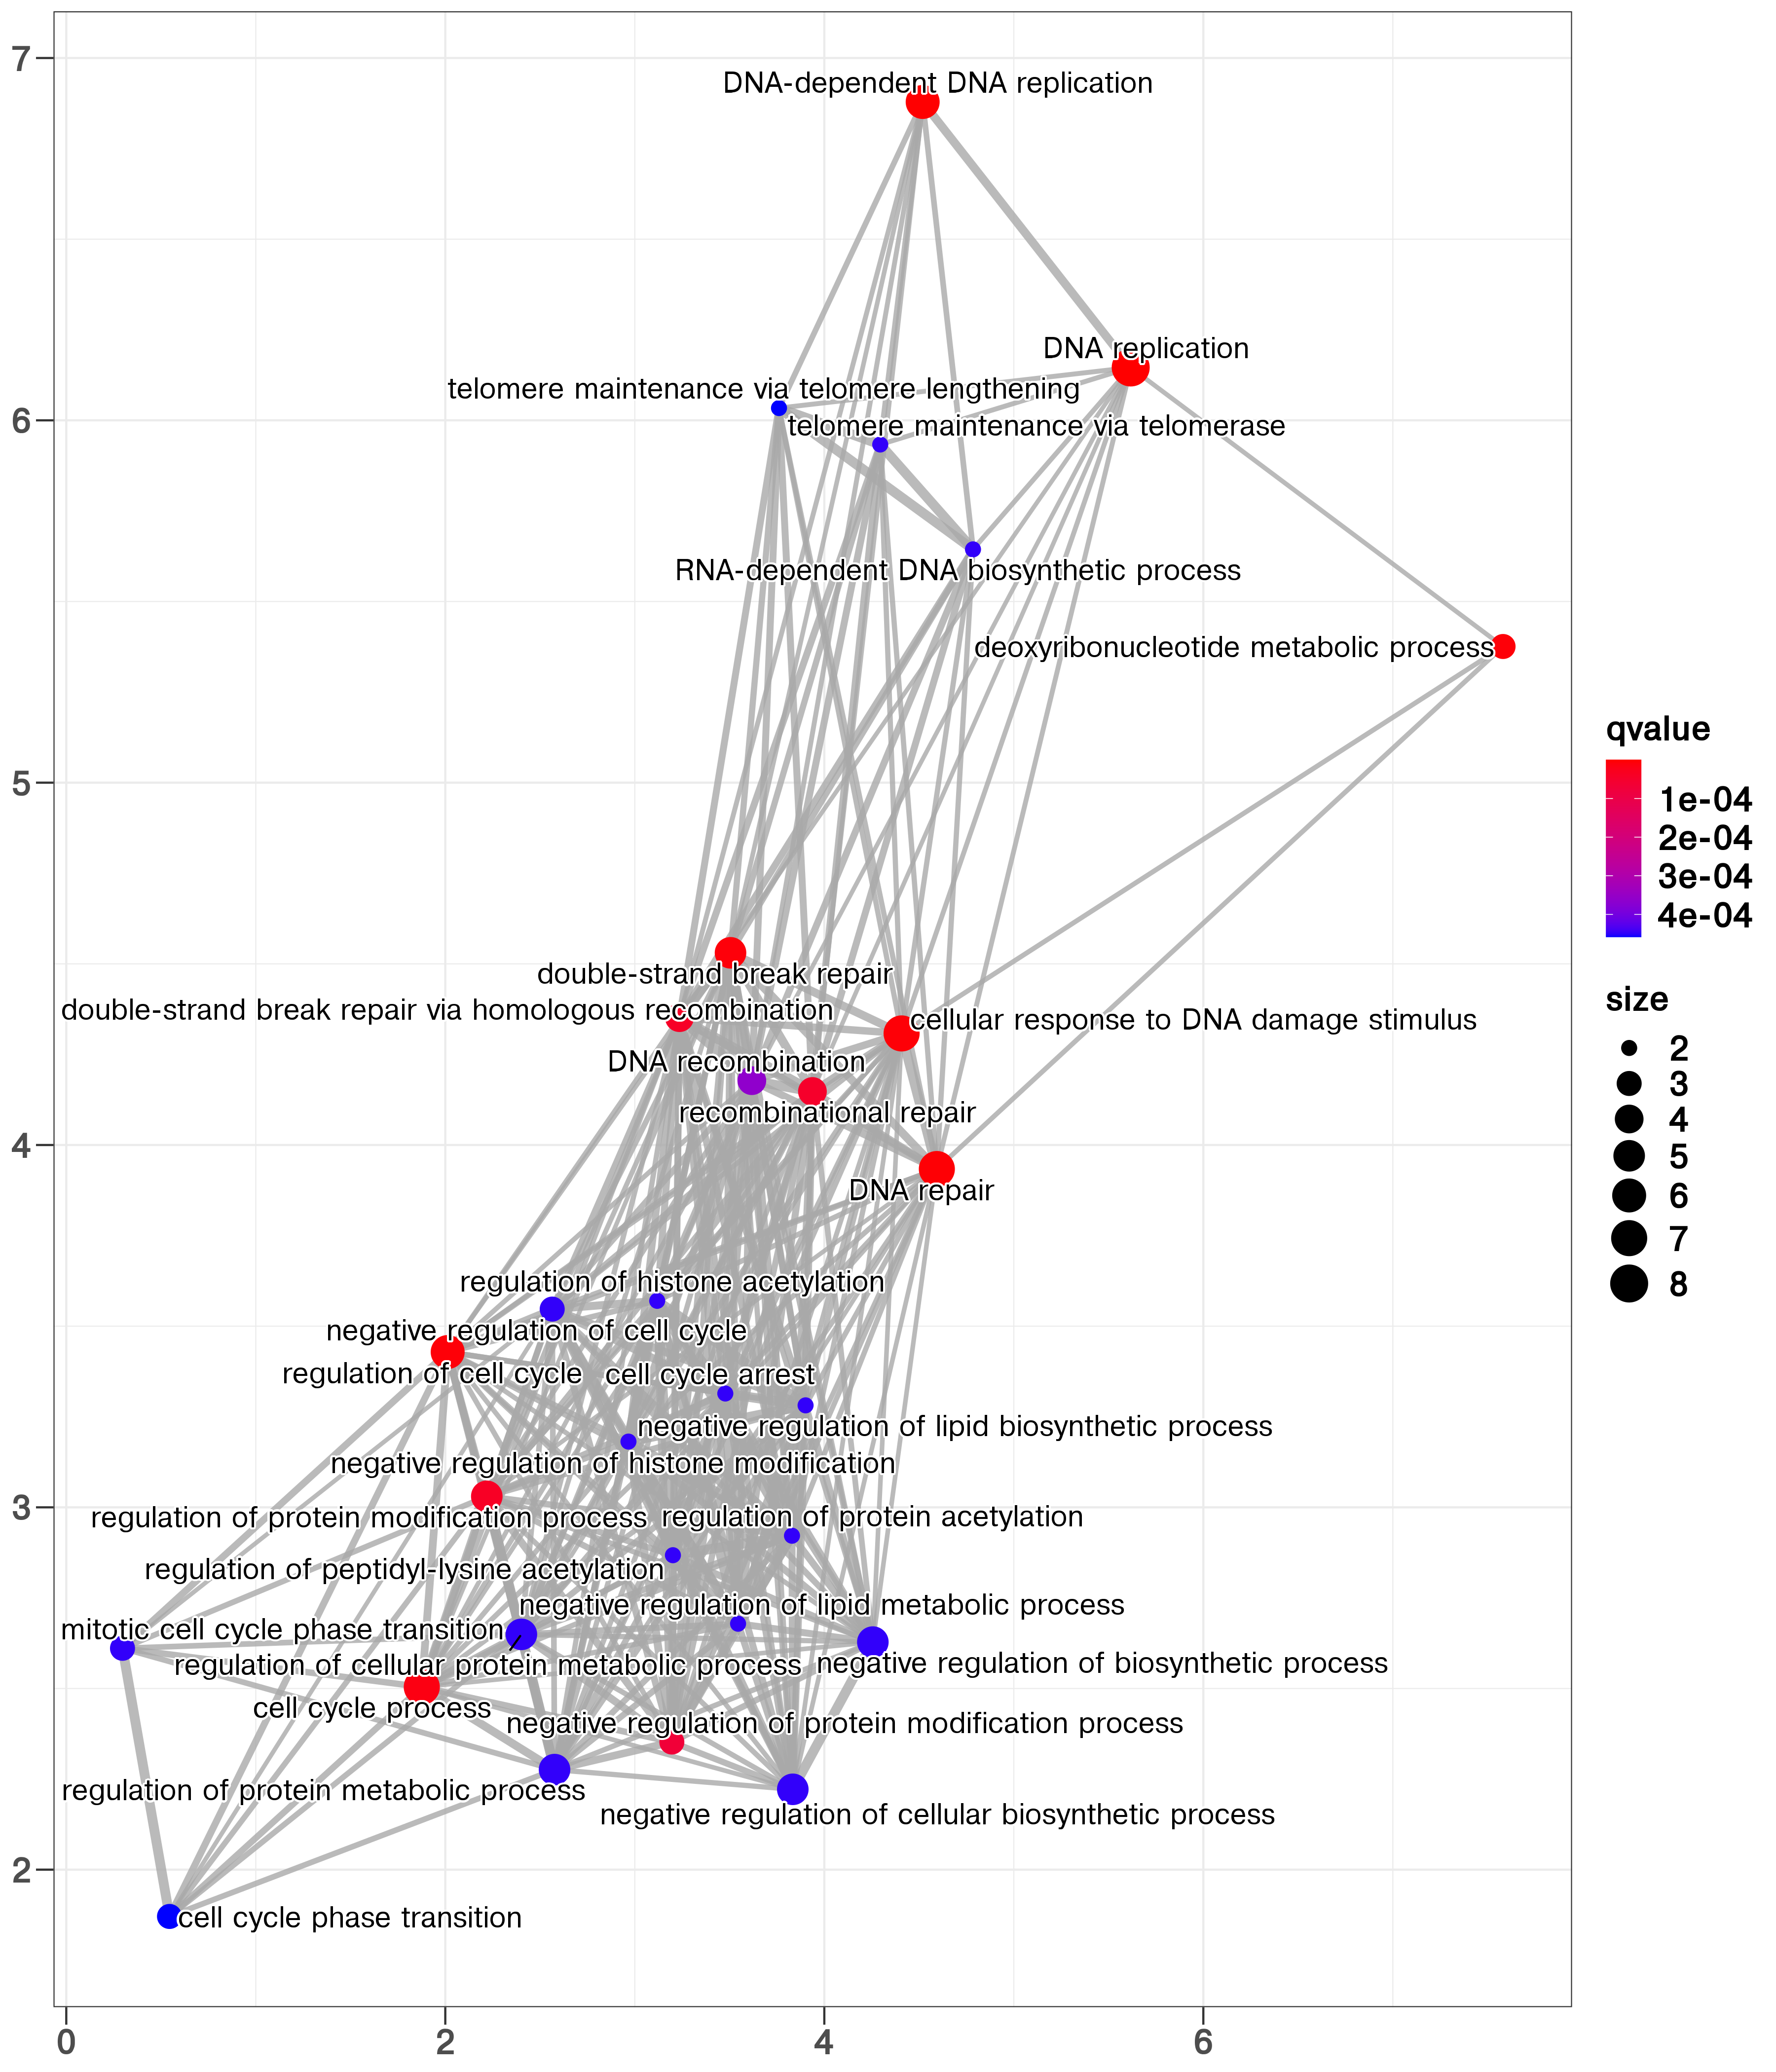 7
DNA-dependent DNA replication
DNA replication
telomere maintenance via telomere lengthening
6
telomere maintenance via telomerase
RNA-dependent DNA biosynthetic process
deoxyribonucleotide metabolic process
qvalue
1e-04
2e-04
3e-04
4e-04
5
double-strand break repair
size
double-strand break repair via homologous recombination
cellular response to DNA damage stimulus
2
DNA recombination
3
recombinational repair
4
4
5
DNA repair
6
7
regulation of histone acetylation
8
negative regulation of cell cycle
regulation of cell cycle
cell cycle arrest
negative regulation of lipid biosynthetic process
negative regulation of histone modification
3
regulation of protein modification process
regulation of protein acetylation
regulation of peptidyl-lysine acetylation
negative regulation of lipid metabolic process
mitotic cell cycle phase transition
regulation of cellular protein metabolic process
negative regulation of biosynthetic process
cell cycle process
negative regulation of protein modification process
regulation of protein metabolic process
negative regulation of cellular biosynthetic process
2
cell cycle phase transition
0
2
4
6